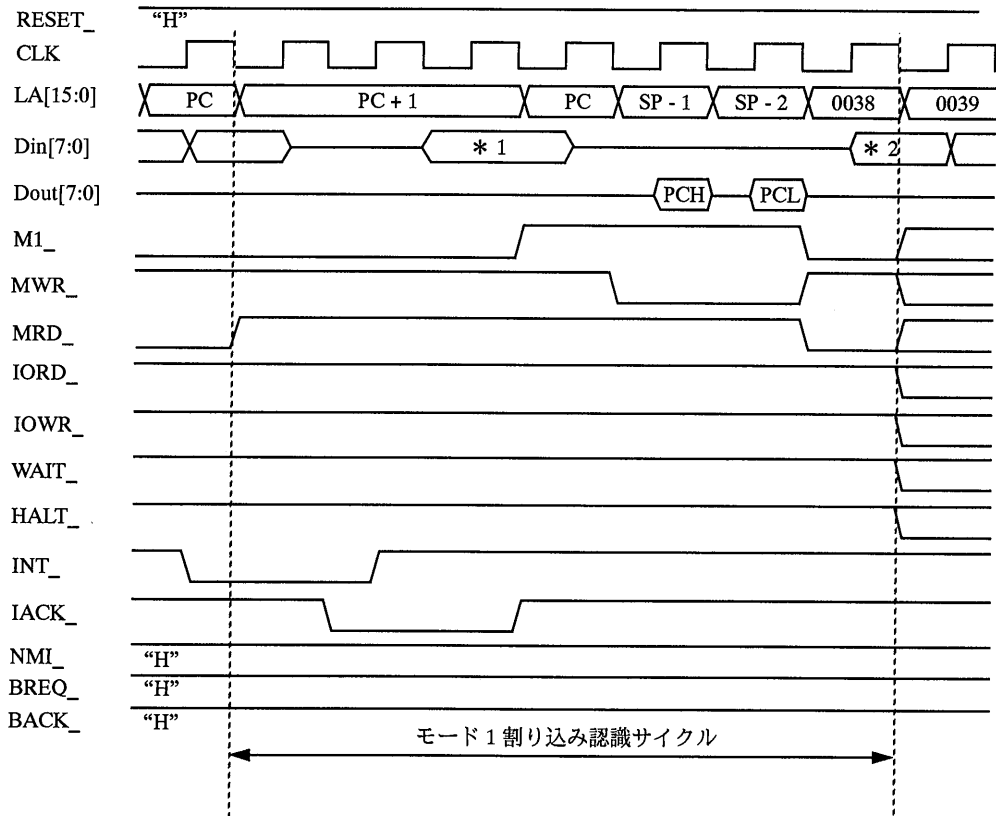 RESET_ "H"
CLK
LA[15:0] PC PC + 1 PC SP - 1 SP - 2 0038 0039
Din[7:0] * 1 * 2
Dout[7:0] PCH PCL
M1_
MWR_
MRD_
IORD_
IOWR_
WAIT_
HALT_
INT_
IACK_
NMI_ "H"
BREQ_ "H"
BACK_ "H"
モード 1 割り込み認識サイクル